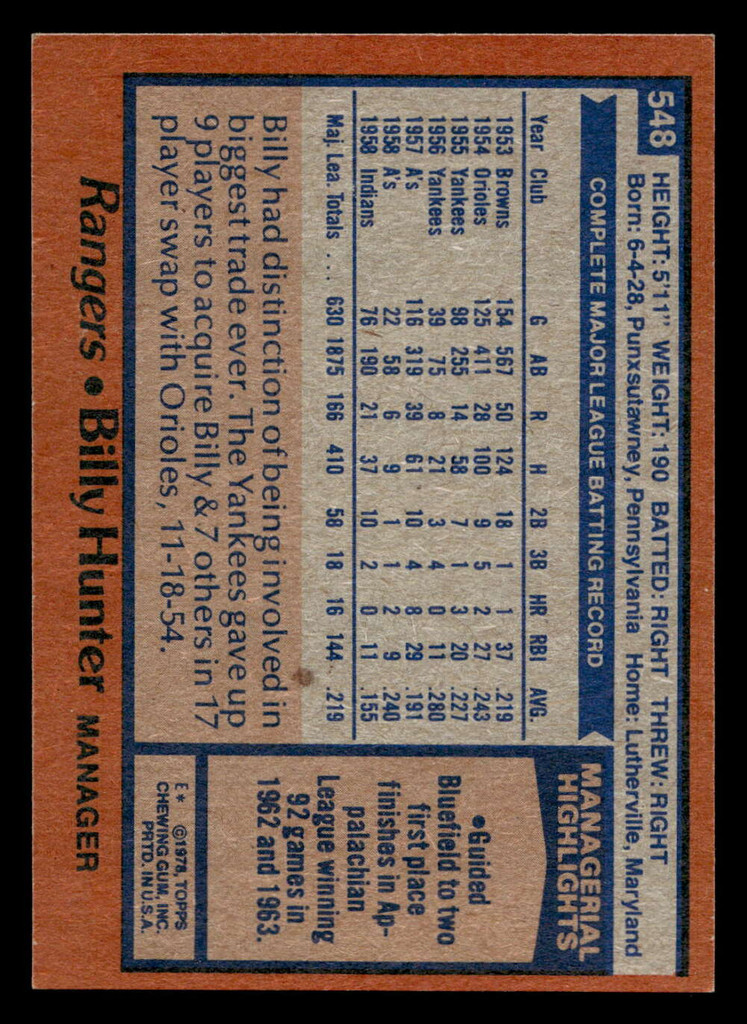 548
HEIGHT: 5'11" WEIGHT: 190 BATTED: RIGHT THREW: RIGHT
Born: 6-4-28, Punxsutawney, Pennsylvania Home: Lutherville, Maryland
COMPLETE MAJOR LEAGUE BATTING RECORD
Year Club G AB R H 2B 3B HR RBI AVG.
1953 Browns 154 567 50 124 18 1 1 37 .219
1954 Orioles 125 411 28 100 9 5 2 27 .243
1955 Yankees 98 255 14 58 7 1 3 20 .227
1956 Yankees 39 75 8 21 3 4 0 11 .280
1957 A's 116 319 39 61 10 4 8 29 .191
1958 A's 22 58 6 9 1 1 2 9 .240
1958 Indians 76 190 21 37 10 2 0 11 .155
Maj. Lea. Totals . . . 630 1875 166 410 58 18 16 144 .219
Billy had distinction of being involved in
biggest trade ever. The Yankees gave up
9 players to acquire Billy & 7 others in 17
player swap with Orioles, 11-18-54.
MANAGERIAL
HIGHLIGHTS
•Guided
Bluefield to two
first place
finishes in Ap-
palachian
League winning
92 games in
1962 and 1963.
E* ©1978, TOPPS
CHEWING GUM, INC.
PRTD. IN U.S.A.
Rangers • Billy Hunter MANAGER